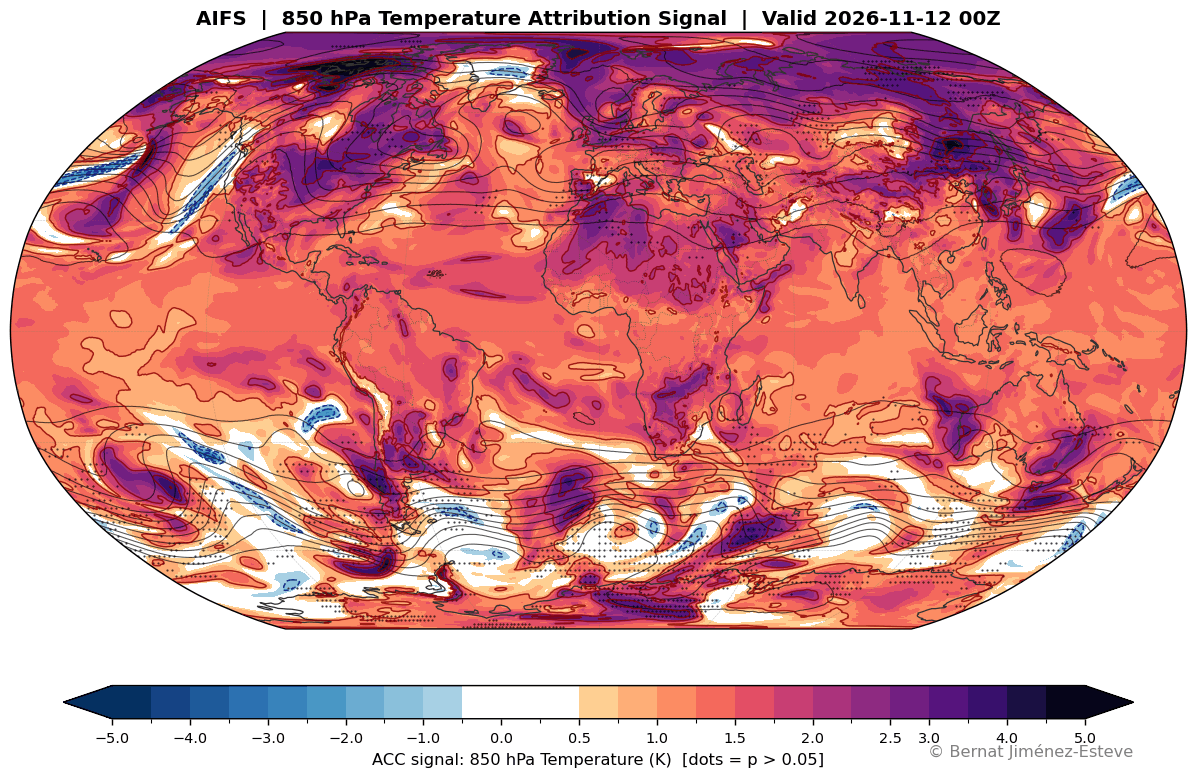 AIFS | 850 hPa Temperature Attribution Signal | Valid 2026-11-12 00Z
−5.0 −4.0 −3.0 −2.0 −1.0 0.0 0.5 1.0 1.5 2.0 2.5 3.0 4.0 5.0
ACC signal: 850 hPa Temperature (K) [dots = p > 0.05]
© Bernat Jiménez-Esteve